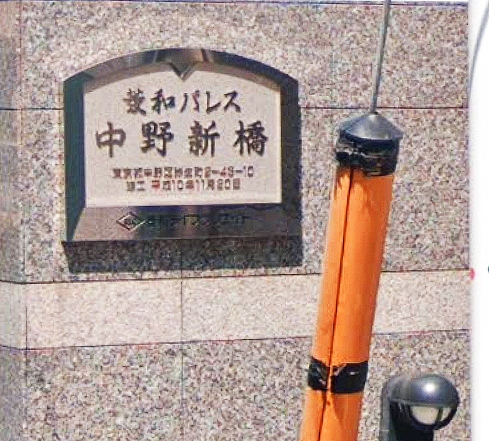 菱和パレス
中野新橋
東京都中野区弥生町2-43-10
竣工 平成10年11月20日